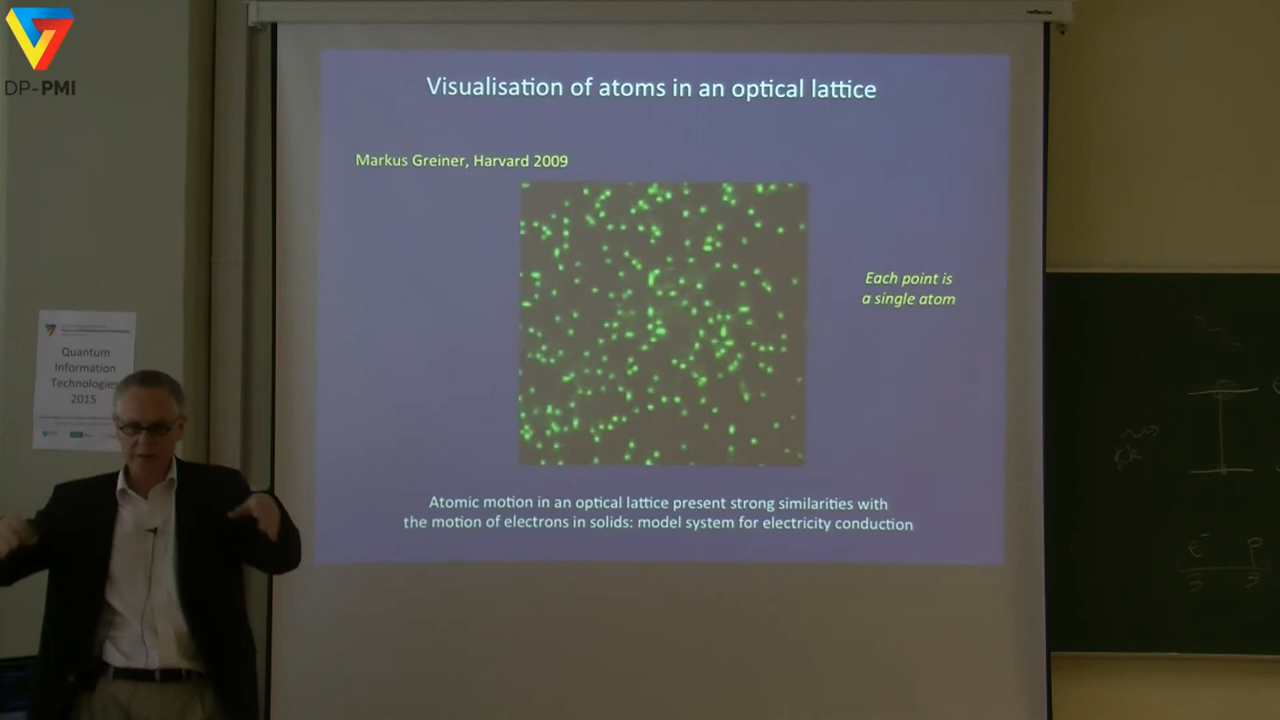 DP-PMI
reflecta
Visualisation of atoms in an optical lattice
Markus Greiner, Harvard 2009
Each point is
a single atom
Atomic motion in an optical lattice present strong similarities with
the motion of electrons in solids: model system for electricity conduction
Quantum
Information
Technologies
2015
e⁻ p